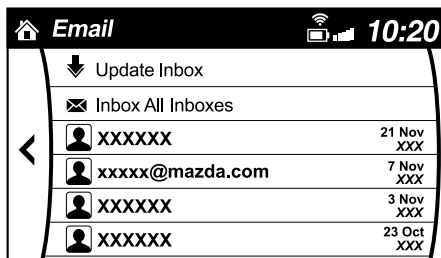 Email 10:20
Update Inbox
Inbox All Inboxes
XXXXXX 21 Nov
XXX
xxxxx@mazda.com 7 Nov
XXX
XXXXXX 3 Nov
XXX
XXXXXX 23 Oct
XXX